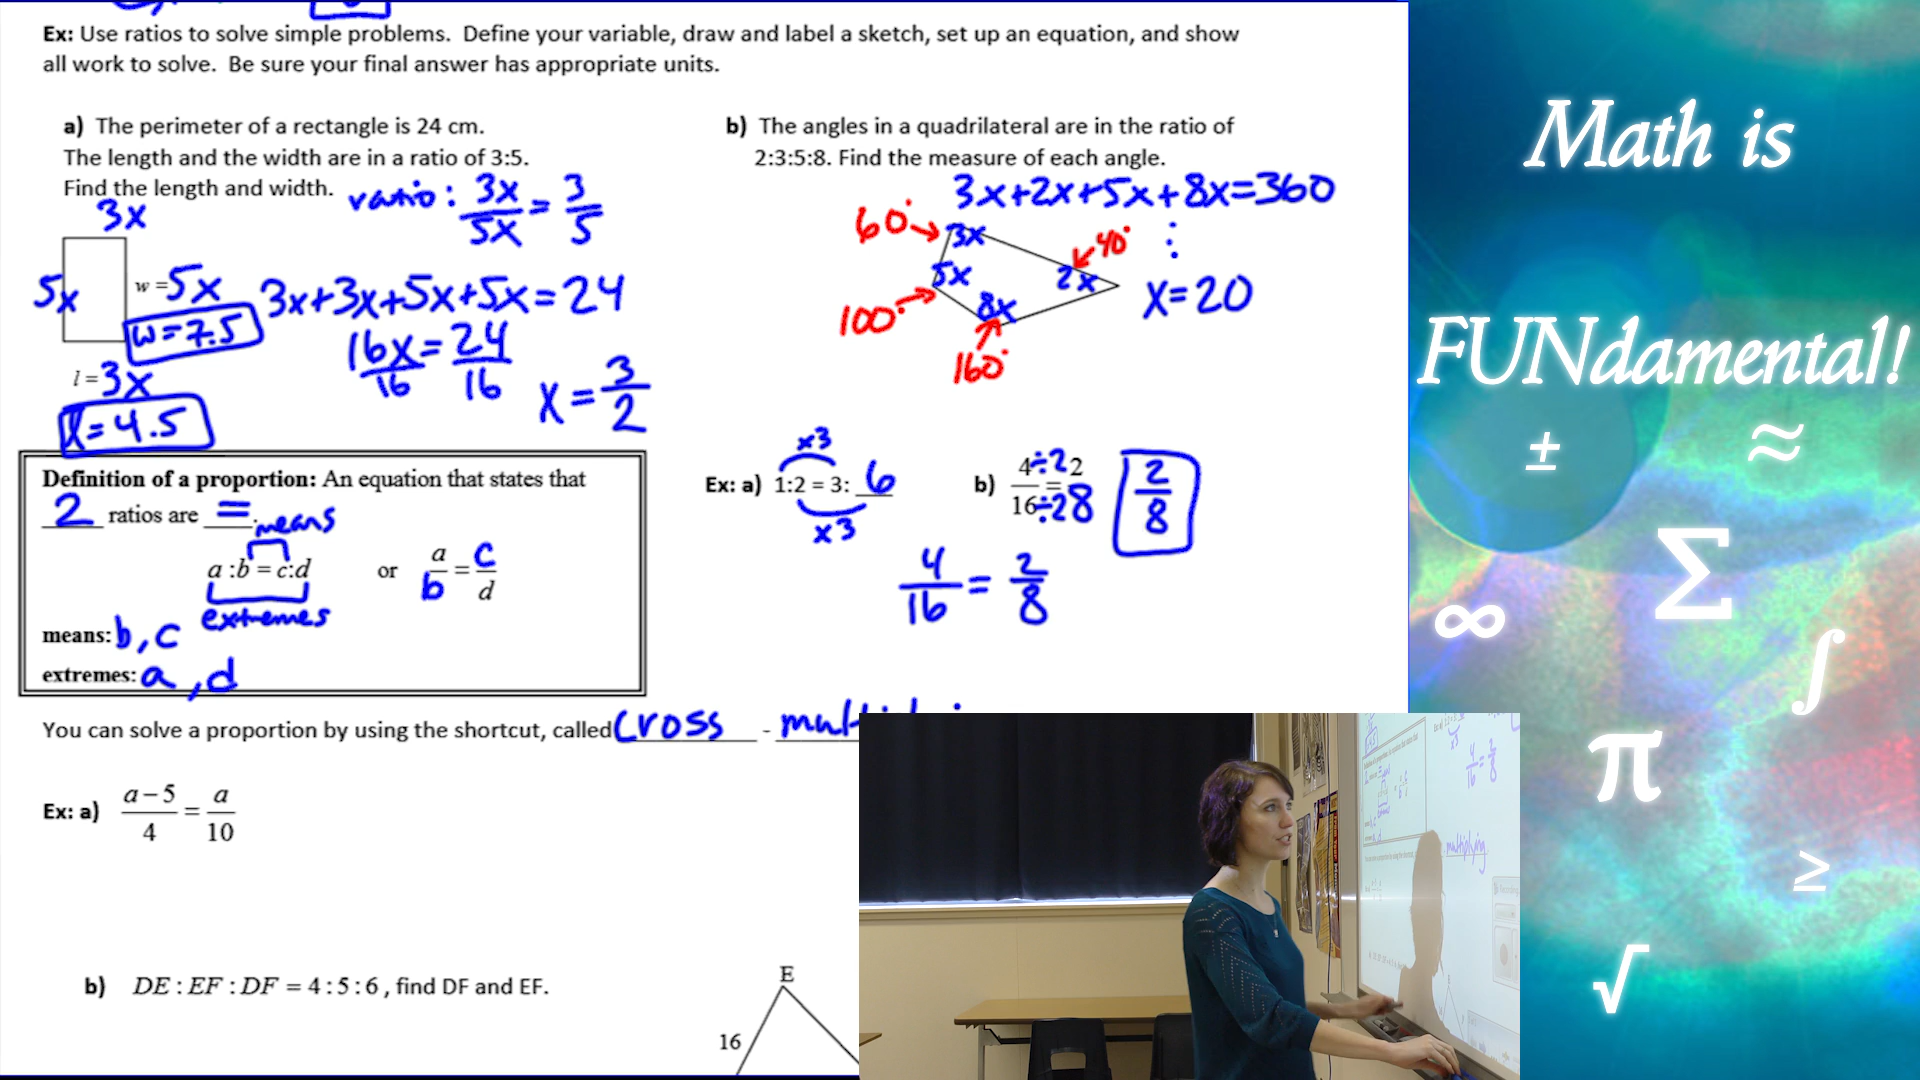 Ex: Use ratios to solve simple problems. Define your variable, draw and label a sketch, set up an equation, and show
all work to solve. Be sure your final answer has appropriate units.
a) The perimeter of a rectangle is 24 cm.
The length and the width are in a ratio of 3:5.
Find the length and width.
ratio: 3x/5x = 3/5
3x
5x
w = 5x
w = 7.5
3x+3x+5x+5x=24
16x/16 = 24/16
x = 3/2
l = 3x
l = 4.5
b) The angles in a quadrilateral are in the ratio of
2:3:5:8. Find the measure of each angle.
3x+2x+5x+8x=360
60°
3x
40°
5x
2x
100°
8x
160°
x=20
Definition of a proportion: An equation that states that
2 ratios are =.
means
a:b = c:d or a/b = c/d
extremes
means: b, c
extremes: a, d
Ex: a) 1:2 = 3: 6
x3
x3
b) 4÷2/16÷2 = 2/8
2/8
4/16 = 2/8
You can solve a proportion by using the shortcut, called cross -
Ex: a) a−5/4 = a/10
b) DE : EF : DF = 4 : 5 : 6, find DF and EF.
E
16
multiplying
Math is
FUNdamental!
± ≈
Σ
∞
∫
π
≥
√